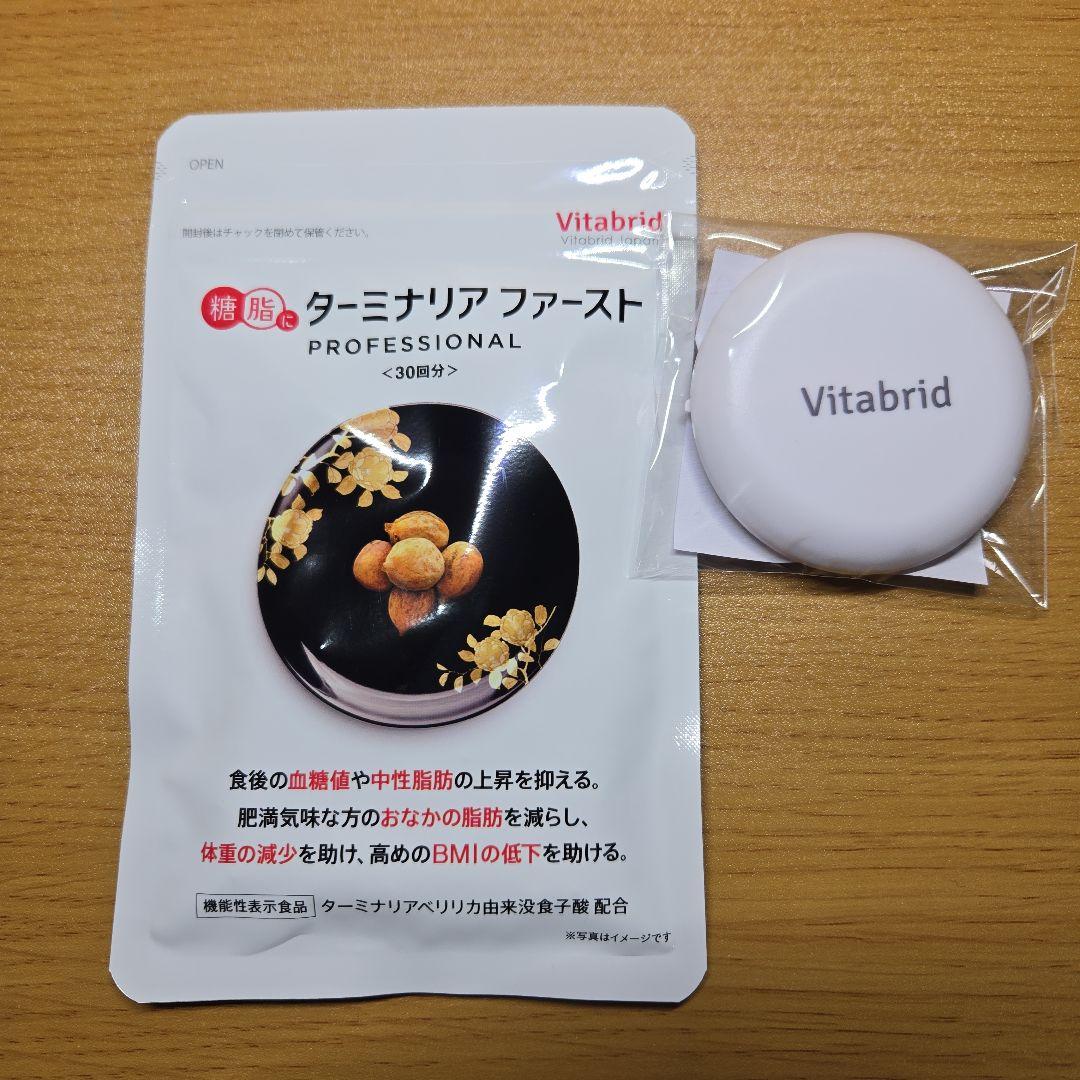 OPEN
開封後はチャックを閉めて保管ください。
Vitabrid
Vitabrid Japan
糖 脂 に ターミナリア ファースト
PROFESSIONAL
<30回分>
Vitabrid
食後の血糖値や中性脂肪の上昇を抑える。
肥満気味な方のおなかの脂肪を減らし、
体重の減少を助け、高めのBMIの低下を助ける。
機能性表示食品 ターミナリアベリリカ由来没食子酸 配合
※写真はイメージです